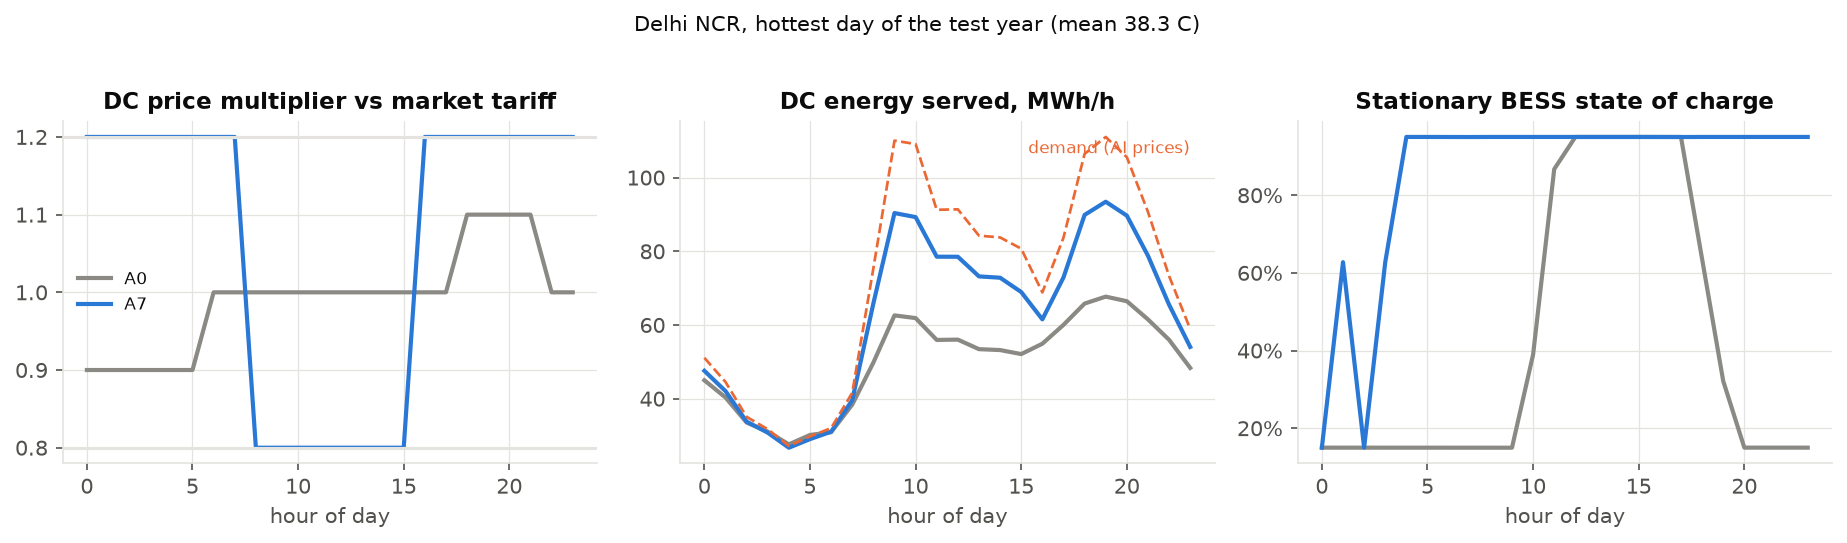 Delhi NCR, hottest day of the test year (mean 38.3 C)
DC price multiplier vs market tariff
1.2
1.1
1.0
0.9
0.8
A0
A7
0 5 10 15 20
hour of day
DC energy served, MWh/h
demand (AI prices)
100
80
60
40
0 5 10 15 20
hour of day
Stationary BESS state of charge
80%
60%
40%
20%
0 5 10 15 20
hour of day